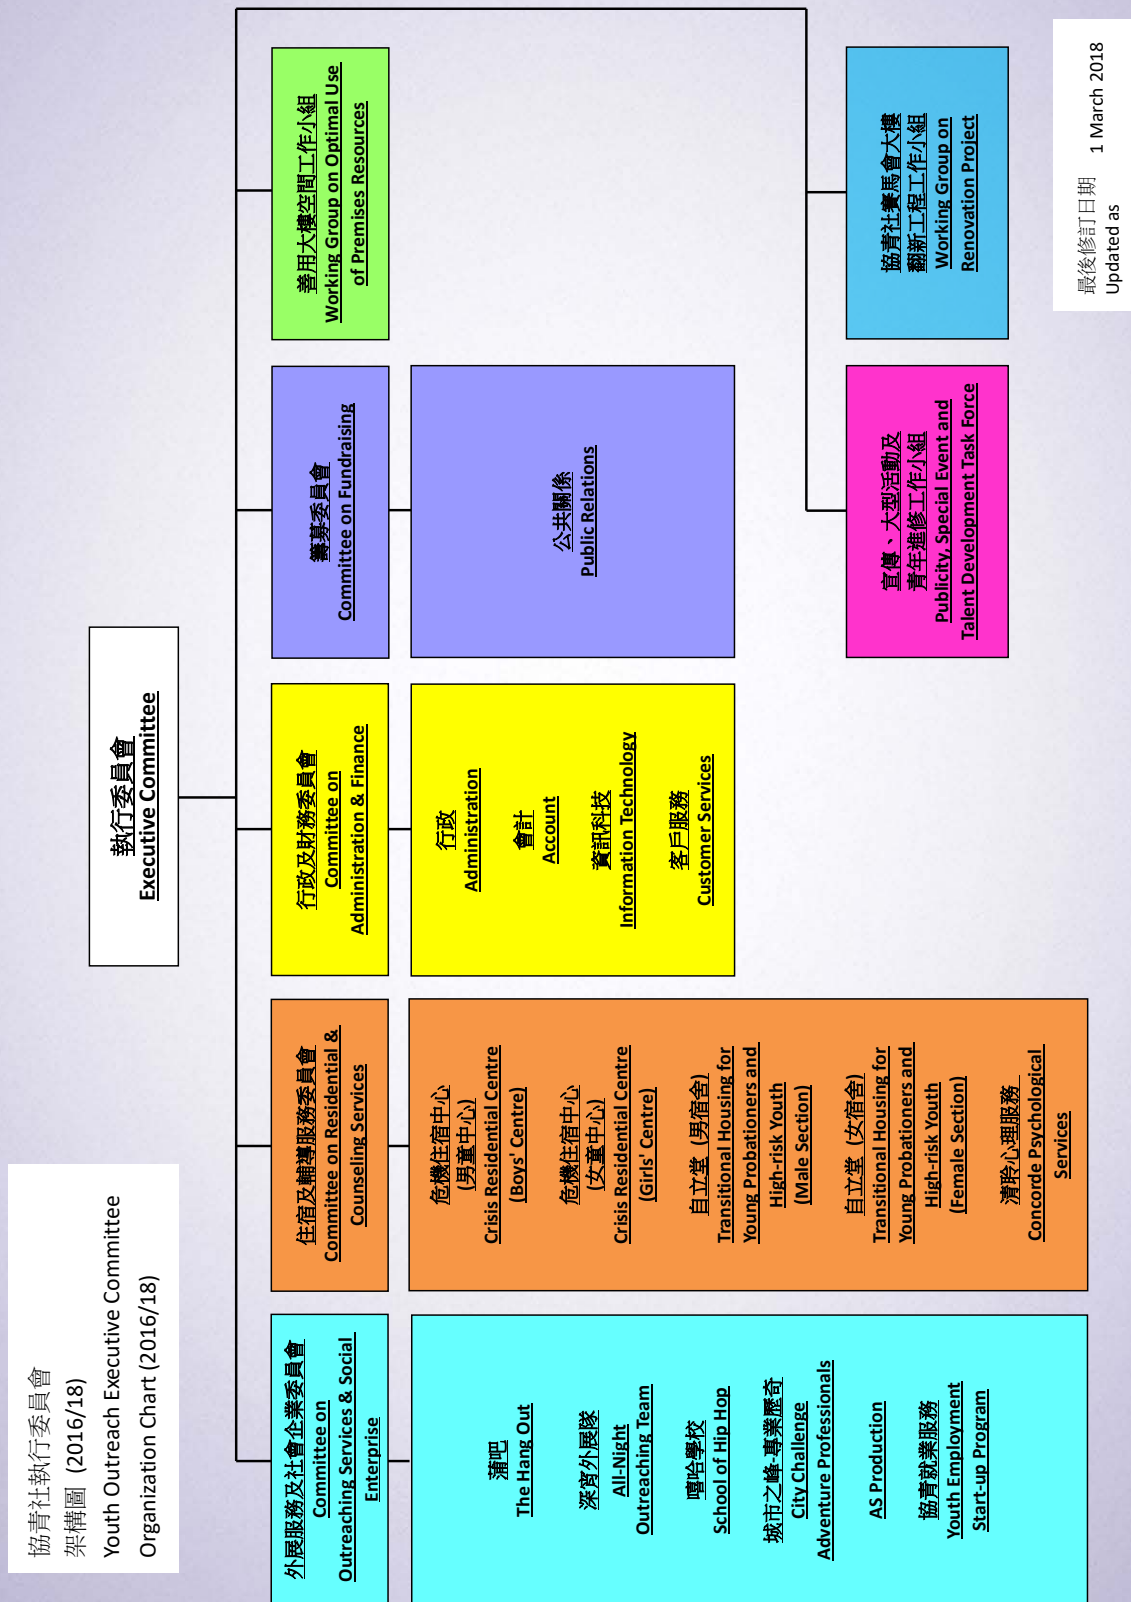 協青社執行委員會
架構圖 (2016/18)
Youth Outreach Executive Committee
Organization Chart (2016/18)
執行委員會
Executive Committee
外展服務及社會企業委員會
Committee on
Outreaching Services & Social
Enterprise
蒲吧
The Hang Out
深宵外展隊
All-Night
Outreaching Team
嘻哈學校
School of Hip Hop
城市之峰-專業歷奇
City Challenge
Adventure Professionals
AS Production
協青就業服務
Youth Employment
Start-up Program
住宿及輔導服務委員會
Committee on Residential &
Counseling Services
危機住宿中心
(男童中心)
Crisis Residential Centre
(Boys' Centre)
危機住宿中心
(女童中心)
Crisis Residential Centre
(Girls' Centre)
自立堂 (男宿舍)
Transitional Housing for
Young Probationers and
High-risk Youth
(Male Section)
自立堂 (女宿舍)
Transitional Housing for
Young Probationers and
High-risk Youth
(Female Section)
清聆心理服務
Concorde Psychological
Services
行政及財務委員會
Committee on
Administration & Finance
行政
Administration
會計
Account
資訊科技
Information Technology
客戶服務
Customer Services
籌募委員會
Committee on Fundraising
公共關係
Public Relations
善用大樓空間工作小組
Working Group on Optimal Use
of Premises Resources
宣傳、大型活動及
青年進修工作小組
Publicity, Special Event and
Talent Development Task Force
協青社賽馬會大樓
翻新工程工作小組
Working Group on
Renovation Project
最後修訂日期 1 March 2018
Updated as